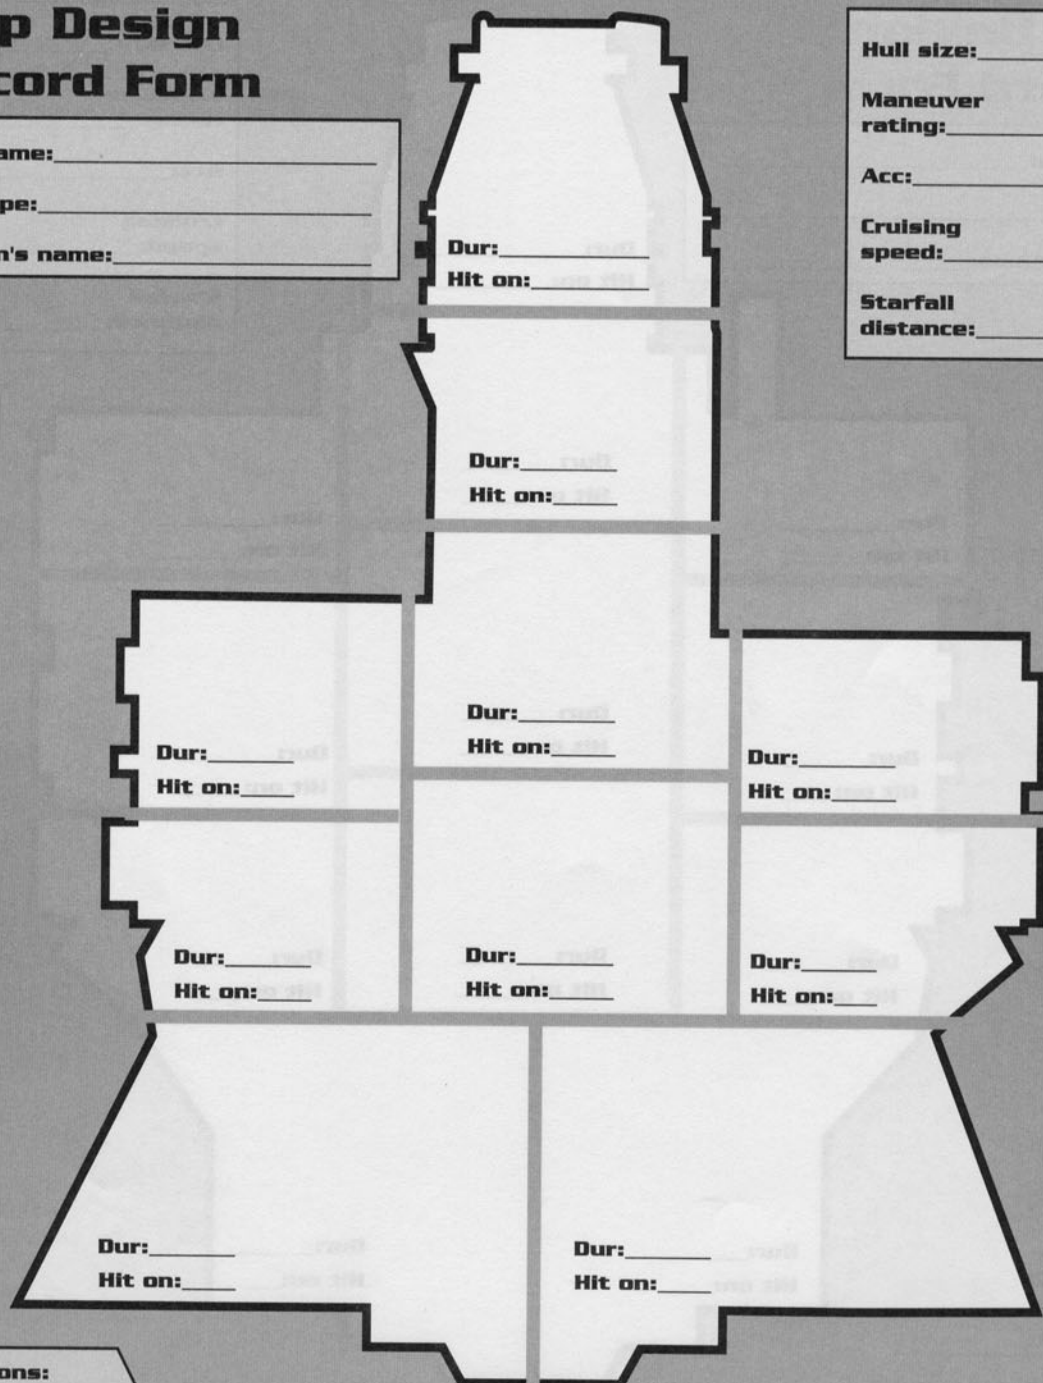 p Design
cord Form
ame:
pe:
n's name:
Hull size:
Maneuver
rating:
Acc:
Cruising
speed:
Starfall
distance:
Dur:
Hit on:
Dur:
Hit on:
Dur:
Hit on:
Dur:
Hit on:
Dur:
Hit on:
Dur:
Hit on:
Dur:
Hit on:
Dur:
Hit on:
Dur:
Hit on:
Dur:
Hit on:
ons: